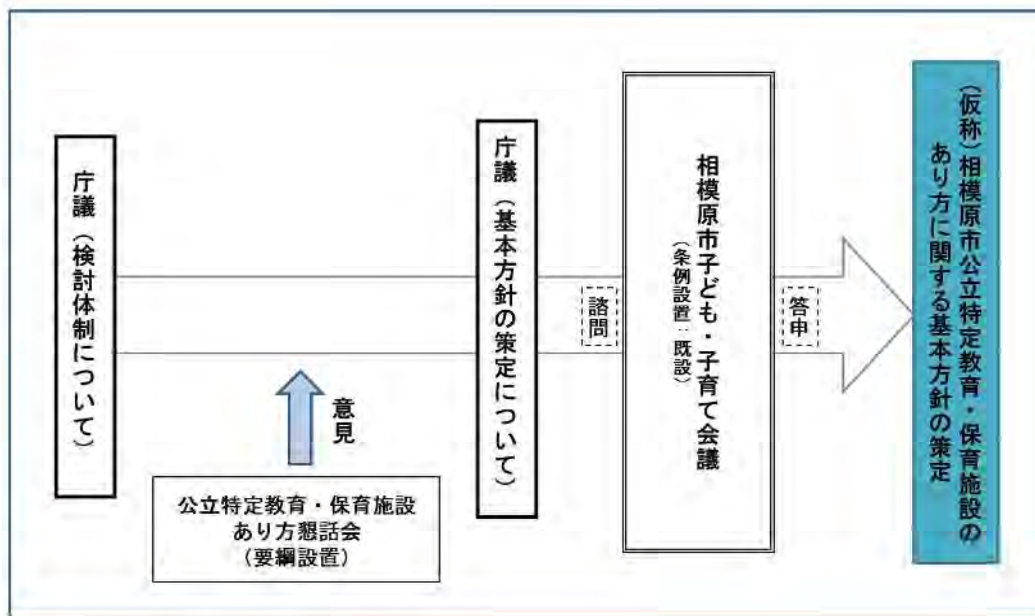 庁議（検討体制について）
意見
公立特定教育・保育施設
あり方懇話会
（要綱設置）
庁議（基本方針の策定について）
諮問
相模原市子ども・子育て会議
（条例設置：既設）
答申
（仮称）相模原市公立特定教育・保育施設の
あり方に関する基本方針の策定